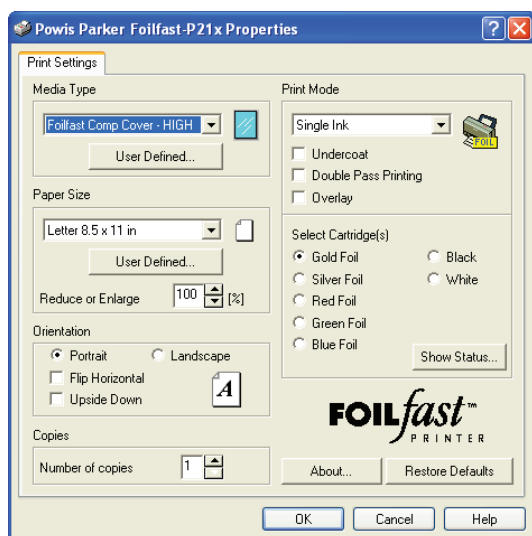 Powis Parker Foilfast-P21x Properties
Print Settings
Media Type
Foilfast Comp Cover - HIGH
User Defined...
Paper Size
Letter 8.5 x 11 in
User Defined...
Reduce or Enlarge 100 [%]
Orientation
Portrait Landscape
Flip Horizontal
Upside Down
A
Copies
Number of copies 1
Print Mode
Single Ink
FOIL
Undercoat
Double Pass Printing
Overlay
Select Cartridge(s)
Gold Foil Black
Silver Foil White
Red Foil
Green Foil
Blue Foil
Show Status...
FOILfast™
PRINTER
About... Restore Defaults
OK Cancel Help